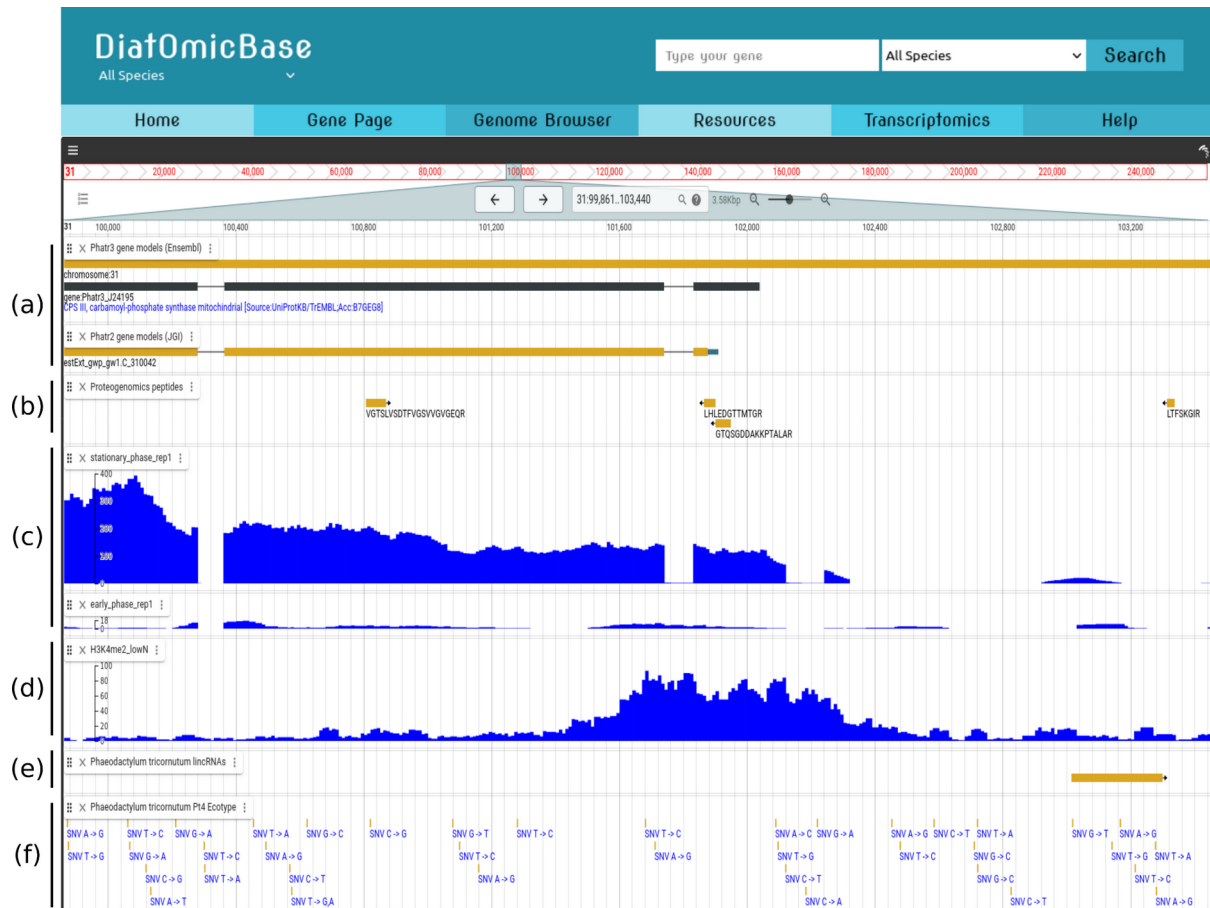 DiatOmicBase
All Species
Type your gene All Species Search
Home Gene Page Genome Browser Resources Transcriptomics Help
31 20,000 40,000 60,000 80,000 100,000 120,000 140,000 160,000 180,000 200,000 220,000 240,000
31:99,861..103,440 3.58Kbp
31 100,000 100,400 100,800 101,200 101,600 102,000 102,400 102,800 103,200
(a)
Phatr3 gene models (Ensembl)
chromosome:31
gene:Phatr3_J24195
CPS III, carbamoyl-phosphate synthase mitochondrial [Source:UniProtKB/TrEMBL;Acc:B7GEG8]
Phatr2 gene models (JGI)
estExt_gwp_gw1.C_310042
(b)
Proteogenomics peptides
VGTSLVSDTFVGSVVGVGEQR LHLEDGTTMTGR LTFSKGIR
GTQSGDDAKKPTALAR
(c)
stationary_phase_rep1
400
300
200
100
0
early_phase_rep1
18
0
(d)
H3K4me2_lowN
100
80
60
40
20
0
(e)
Phaeodactylum tricornutum lincRNAs
(f)
Phaeodactylum tricornutum Pt4 Ecotype
SNV A -> G SNV T -> C SNV G -> A SNV T -> A SNV G -> C SNV C -> G SNV G -> T SNV T -> C SNV T -> C SNV A -> C SNV G -> A SNV A -> G SNV C -> T SNV T -> A SNV G -> T SNV A -> G
SNV T -> G SNV G -> A SNV T -> C SNV A -> G SNV T -> C SNV A -> G SNV T -> G SNV T -> C SNV G -> C SNV T -> G SNV T -> A
SNV C -> G SNV T -> A SNV C -> T SNV A -> G SNV C -> T SNV G -> C SNV T -> C
SNV A -> T SNV T -> G,A SNV C -> A SNV C -> T SNV A -> G